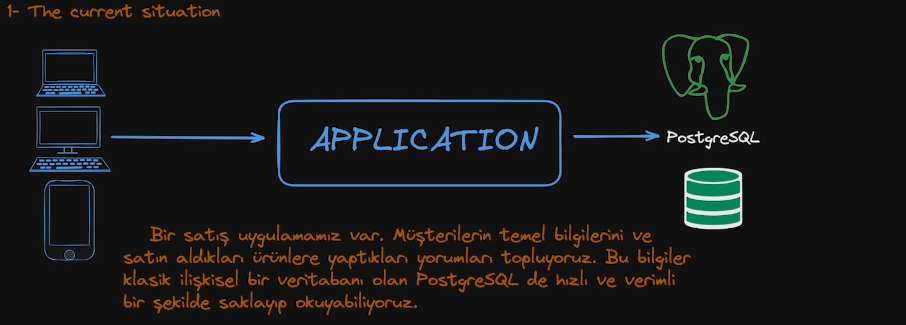 1- The current situation
APPLICATION
PostgreSQL
Bir satış uygulamamız var. Müşterilerin temel bilgilerini ve
satın aldıkları ürünlere yaptıkları yorumları topluyoruz. Bu bilgiler
klasik ilişkisel bir veritabanı olan PostgreSQL de hızlı ve verimli
bir şekilde saklayıp okuyabiliyoruz.